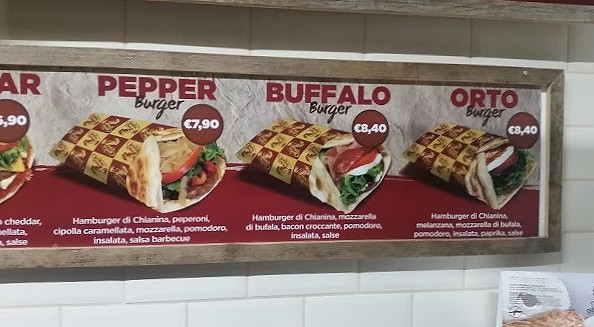 AR
5,90
cheddar,
salse
PEPPER
Burger
€7,90
Hamburger di Chianina, peperoni,
cipolla caramellata, mozzarella, pomodoro,
insalata, salsa barbecue
BUFFALO
Burger
€8,40
Hamburger di Chianina, mozzarella
di bufala, bacon croccante, pomodoro,
insalata, salse
ORTO
Burger
€8,40
Hamburger di Chianina,
melanzana, mozzarella di bufala,
pomodoro, insalata, paprika, salse